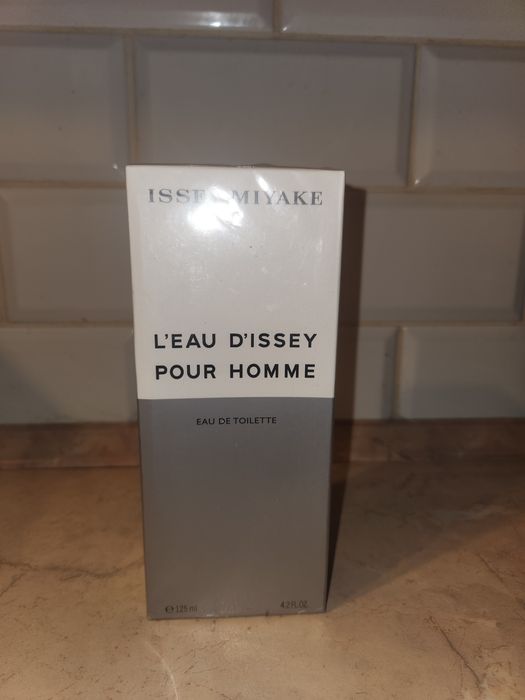 ISSEY MIYAKE
L'EAU D'ISSEY
POUR HOMME
EAU DE TOILETTE
℮ 125 ml 4.2 FL.OZ.